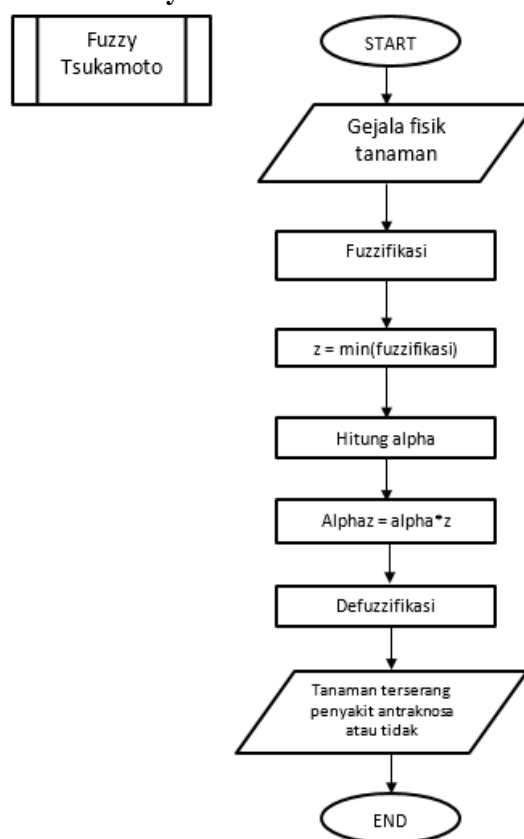 Fuzzy
Tsukamoto
START
Gejala fisik
tanaman
Fuzzifikasi
z = min(fuzzifikasi)
Hitung alpha
Alphaz = alpha*z
Defuzzifikasi
Tanaman terserang
penyakit antraknosa
atau tidak
END